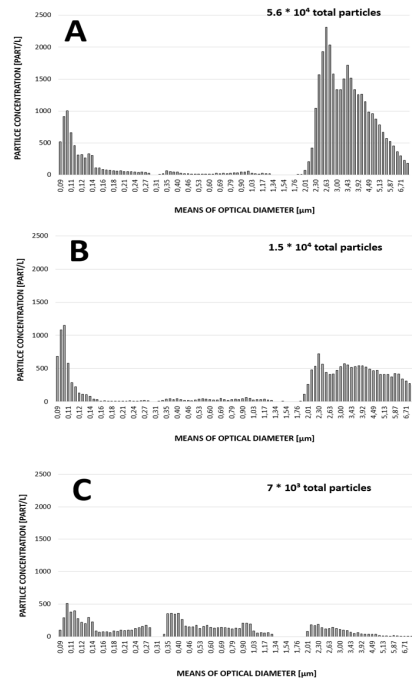 A
5.6 * 10⁴ total particles
PARTILCE CONCENTRATION [PART/L]
2500
2000
1500
1000
500
0
0,09 0,11 0,12 0,14 0,16 0,18 0,21 0,24 0,27 0,31 0,35 0,40 0,46 0,53 0,60 0,69 0,79 0,90 1,03 1,17 1,34 1,54 1,76 2,01 2,30 2,63 3,00 3,43 3,92 4,49 5,13 5,87 6,71
MEANS OF OPTICAL DIAMETER [µm]
B
1.5 * 10⁴ total particles
PARTILCE CONCENTRATION [PART/L]
2500
2000
1500
1000
500
0
0,09 0,11 0,12 0,14 0,16 0,18 0,21 0,24 0,27 0,31 0,35 0,40 0,46 0,53 0,60 0,69 0,79 0,90 1,03 1,17 1,34 1,54 1,76 2,01 2,30 2,63 3,00 3,43 3,92 4,49 5,13 5,87 6,71
MEANS OF OPTICAL DIAMETER [µm]
C
7 * 10³ total particles
PARTILCE CONCENTRATION [PART/L]
2500
2000
1500
1000
500
0
0,09 0,11 0,12 0,14 0,16 0,18 0,21 0,24 0,27 0,31 0,35 0,40 0,46 0,53 0,60 0,69 0,79 0,90 1,03 1,17 1,34 1,54 1,76 2,01 2,30 2,63 3,00 3,43 3,92 4,49 5,13 5,87 6,71
MEANS OF OPTICAL DIAMETER [µm]